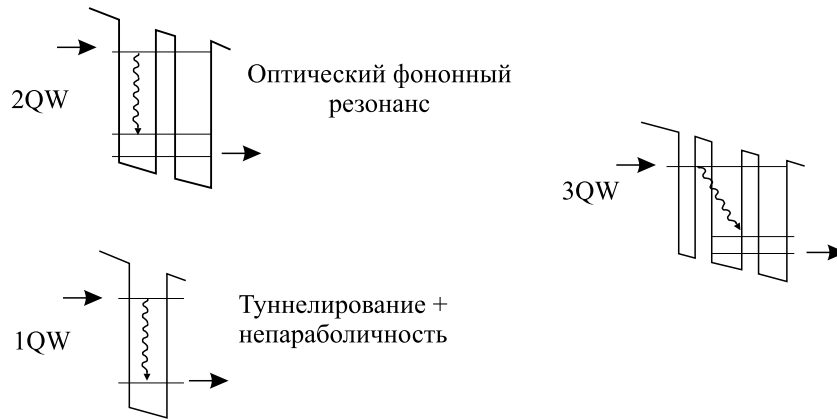 2QW
Оптический фононный
резонанс
3QW
1QW
Туннелирование +
непараболичность